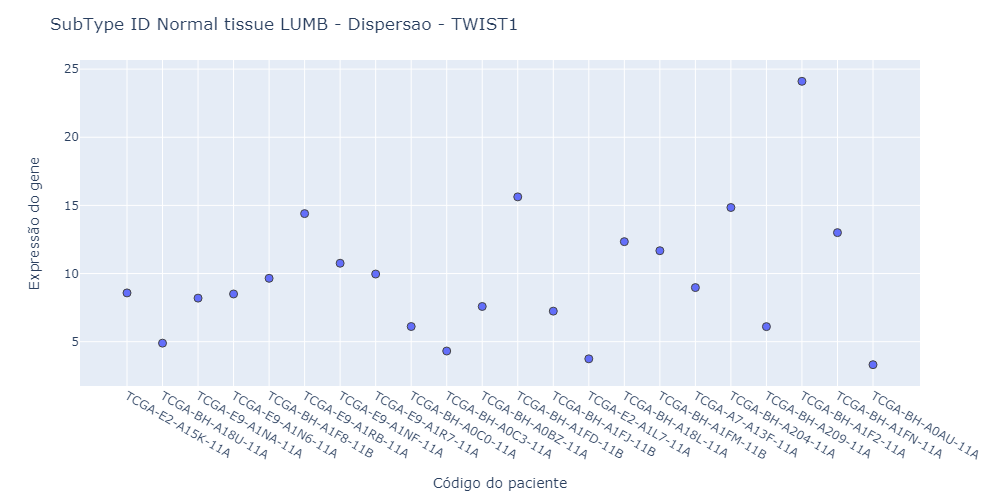 SubType ID Normal tissue LUMB - Dispersao - TWIST1
25
20
15
10
5
Expressão do gene
TCGA-E2-A15K-11A
TCGA-BH-A18U-11A
TCGA-E9-A1NA-11A
TCGA-E9-A1N6-11A
TCGA-BH-A1F8-11B
TCGA-E9-A1RB-11A
TCGA-E9-A1NF-11A
TCGA-E9-A1R7-11A
TCGA-BH-A0C0-11A
TCGA-BH-A0C3-11A
TCGA-BH-A0BZ-11A
TCGA-BH-A1FD-11B
TCGA-BH-A1FJ-11B
TCGA-E2-A1L7-11A
TCGA-BH-A18L-11A
TCGA-BH-A1FM-11B
TCGA-A7-A13F-11A
TCGA-BH-A204-11A
TCGA-BH-A209-11A
TCGA-BH-A1F2-11A
TCGA-BH-A1FN-11A
TCGA-BH-A0AU-11A
Código do paciente